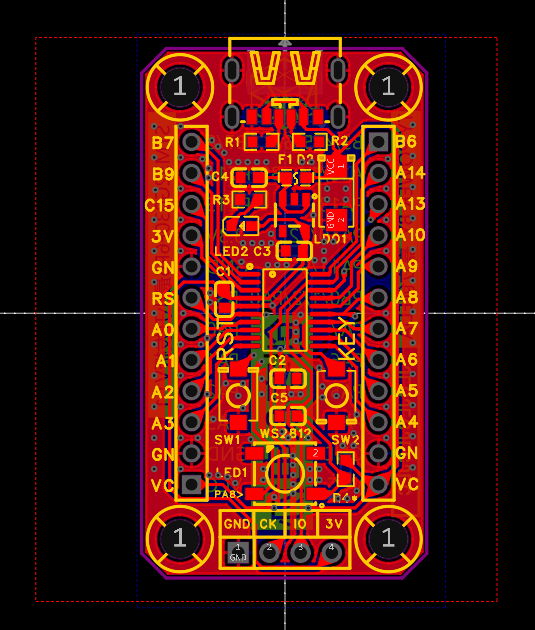 1 1
R1 R2
B7 B6
F1 D2
VCC
1
B9 C4 A14
R3
C15 A13
GND
2
3V A10
LDO1
LED2 C3
GN A9
C1
RS A8
A0 A7
RST KEY
A1 A6
C2
A2 A5
C5
A3 A4
WS2812
SW1 SW2
GN 2 GN
LED1
VC VC
PA8>
GND CK IO 3V
1 1
1 2 3 4
GND